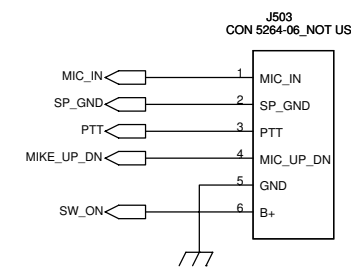 J503
CON 5264-06_NOT US
MIC_IN 1 MIC_IN
SP_GND 2 SP_GND
PTT 3 PTT
MIKE_UP_DN 4 MIC_UP_DN
5 GND
SW_ON 6 B+